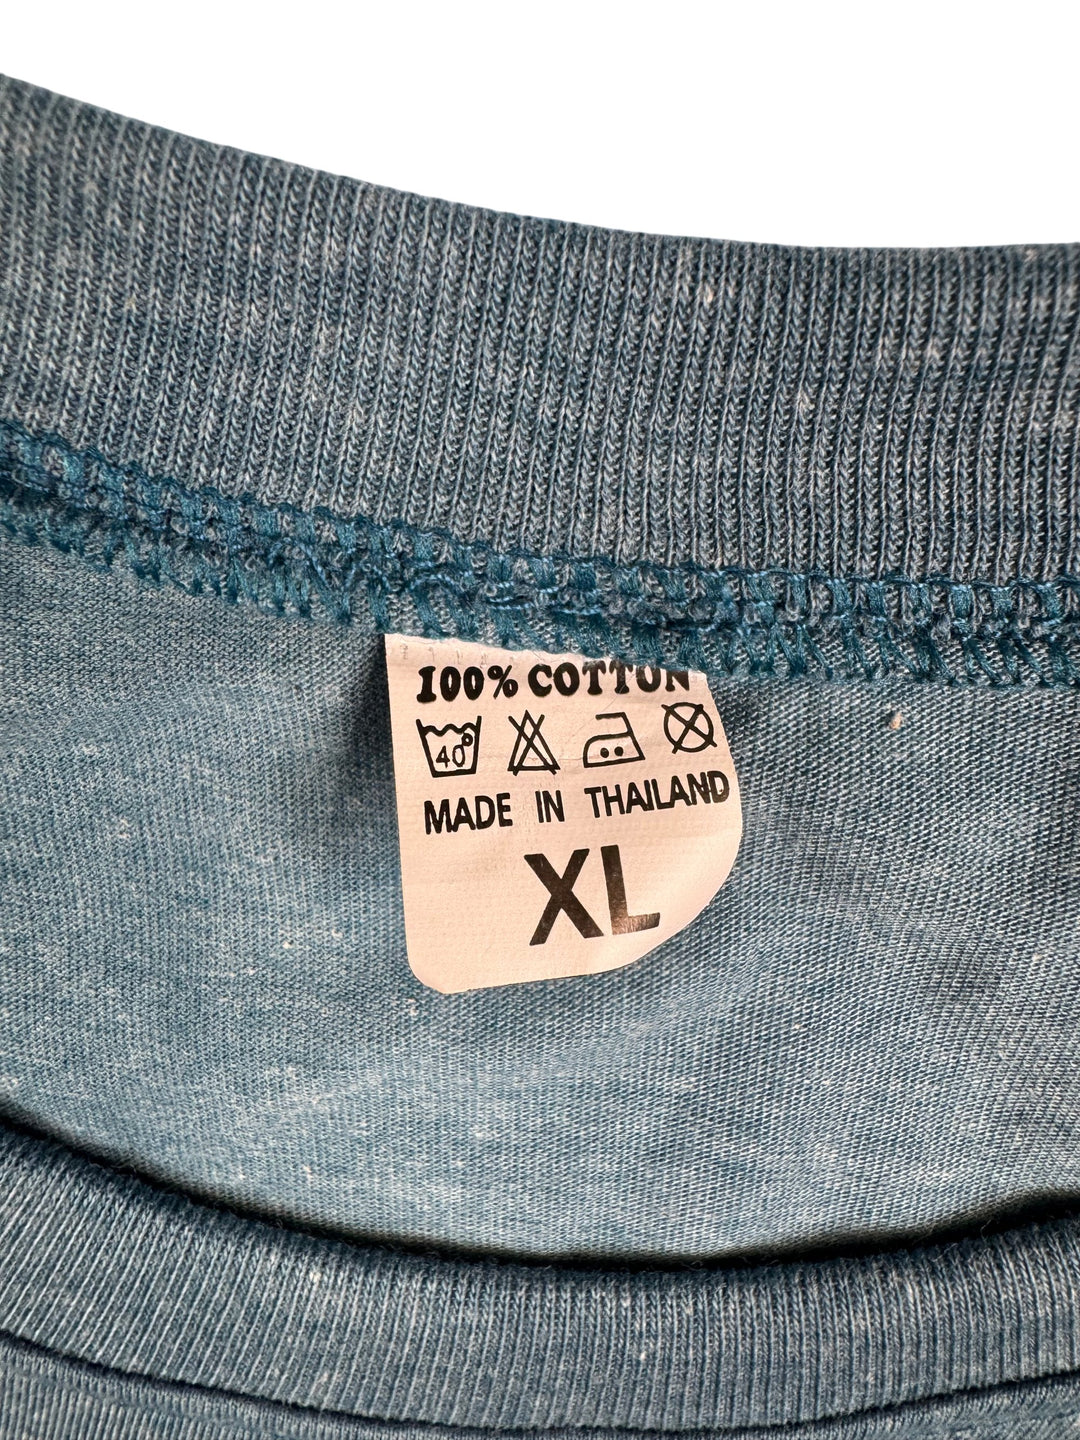 100% COTTON
40°
MADE IN THAILAND
XL